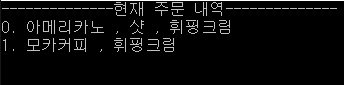 --------------현재 주문 내역--------------
0. 아메리카노 , 샷 , 휘핑크림
1. 모카커피 , 휘핑크림